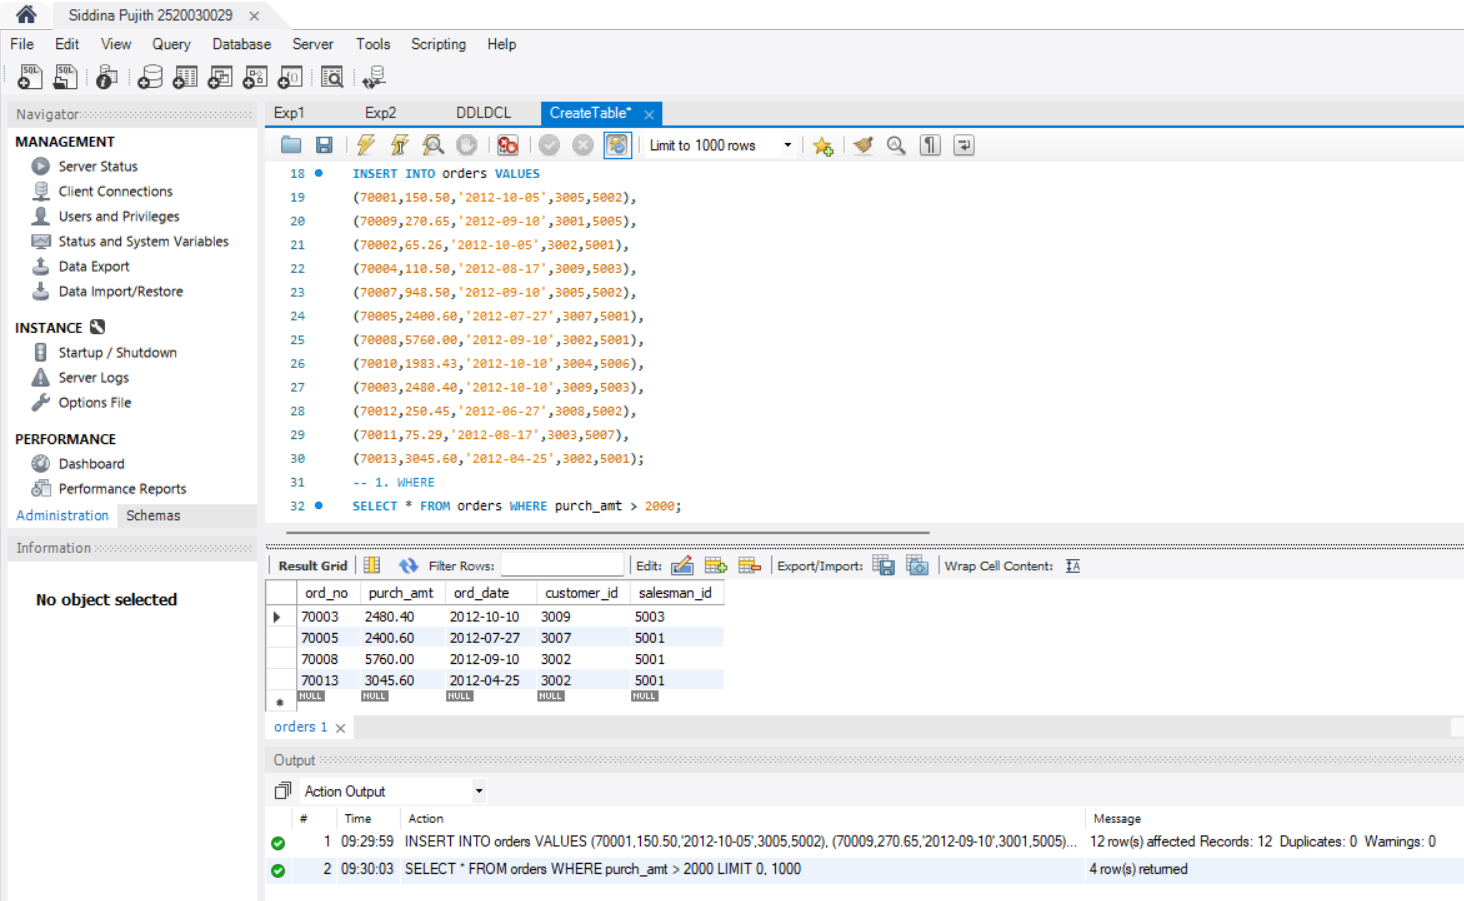 Siddina Pujith 2520030029
File Edit View Query Database Server Tools Scripting Help
Navigator
MANAGEMENT
Server Status
Client Connections
Users and Privileges
Status and System Variables
Data Export
Data Import/Restore
INSTANCE
Startup / Shutdown
Server Logs
Options File
PERFORMANCE
Dashboard
Performance Reports
Administration Schemas
Information
No object selected
Exp1 Exp2 DDLDCL CreateTable*
Limit to 1000 rows
18 INSERT INTO orders VALUES
19 (70001,150.50,'2012-10-05',3005,5002),
20 (70009,270.65,'2012-09-10',3001,5005),
21 (70002,65.26,'2012-10-05',3002,5001),
22 (70004,110.50,'2012-08-17',3009,5003),
23 (70007,948.50,'2012-09-10',3005,5002),
24 (70005,2400.60,'2012-07-27',3007,5001),
25 (70008,5760.00,'2012-09-10',3002,5001),
26 (70010,1983.43,'2012-10-10',3004,5006),
27 (70003,2480.40,'2012-10-10',3009,5003),
28 (70012,250.45,'2012-06-27',3008,5002),
29 (70011,75.29,'2012-08-17',3003,5007),
30 (70013,3045.60,'2012-04-25',3002,5001);
31 -- 1. WHERE
32 SELECT * FROM orders WHERE purch_amt > 2000;
Result Grid Filter Rows: Edit: Export/Import: Wrap Cell Content: IA
ord_no purch_amt ord_date customer_id salesman_id
70003 2480.40 2012-10-10 3009 5003
70005 2400.60 2012-07-27 3007 5001
70008 5760.00 2012-09-10 3002 5001
70013 3045.60 2012-04-25 3002 5001
NULL NULL NULL NULL NULL
orders 1
Output
Action Output
# Time Action Message
1 09:29:59 INSERT INTO orders VALUES (70001,150.50,'2012-10-05',3005,5002), (70009,270.65,'2012-09-10',3001,5005)... 12 row(s) affected Records: 12 Duplicates: 0 Warnings: 0
2 09:30:03 SELECT * FROM orders WHERE purch_amt > 2000 LIMIT 0, 1000 4 row(s) returned